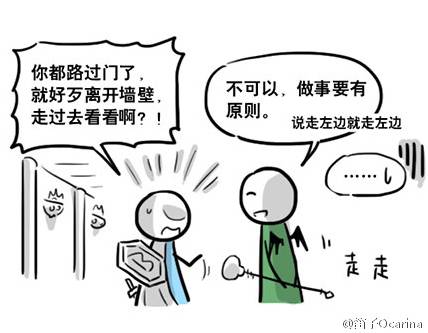 你都路过门了，
就好歹离开墙壁，
走过去看看啊？！
不可以，做事要有
原则。
说走左边就走左边
……
走 走
@笛子Ocarina